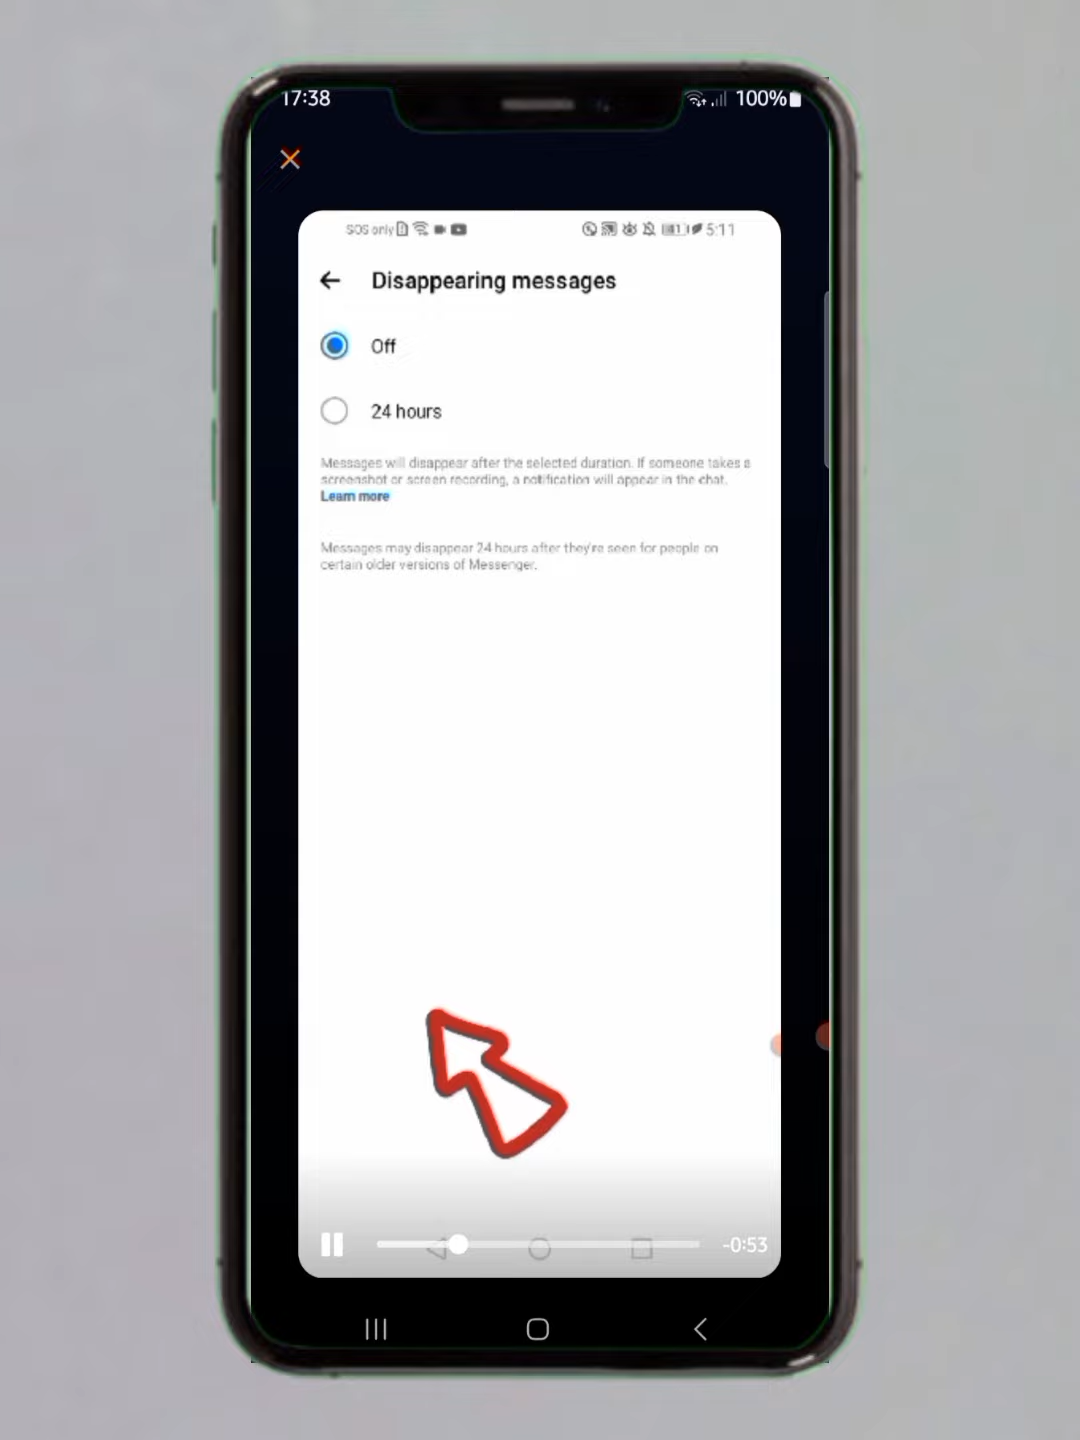 17:38
100%
SOS only
5:11
Disappearing messages
Off
24 hours
Messages will disappear after the selected duration. If someone takes a
screenshot or screen recording, a notification will appear in the chat.
Learn more
Messages may disappear 24 hours after they're seen for people on
certain older versions of Messenger.
-0:53